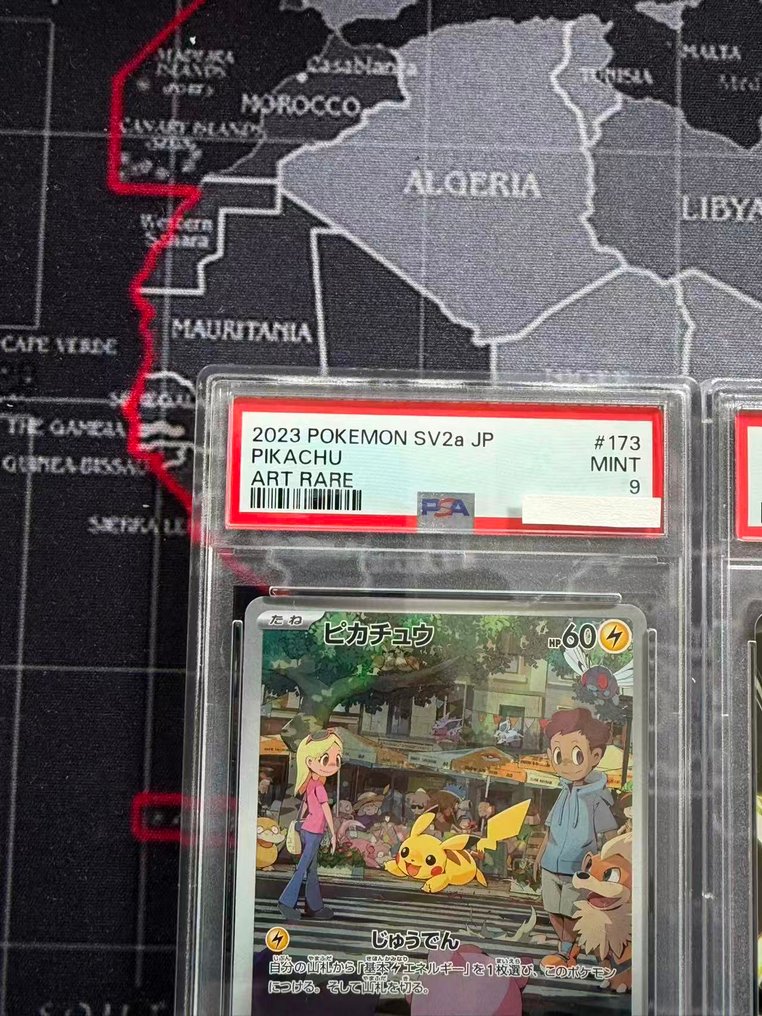 Casablanca
MOROCCO
CANARY ISLANDS
ALGERIA
TUNISIA
MALTA
LIBYA
Western
Sahara
MAURITANIA
CAPE VERDE
THE GAMBIA
GUINEA-BISSAU
2023 POKEMON SV2a JP #173
PIKACHU MINT
ART RARE 9
PSA
たね ピカチュウ HP60
じゅうでん
自分の山札から「基本エネルギー」を1枚選び、このポケモン
につける。そして山札を切る。